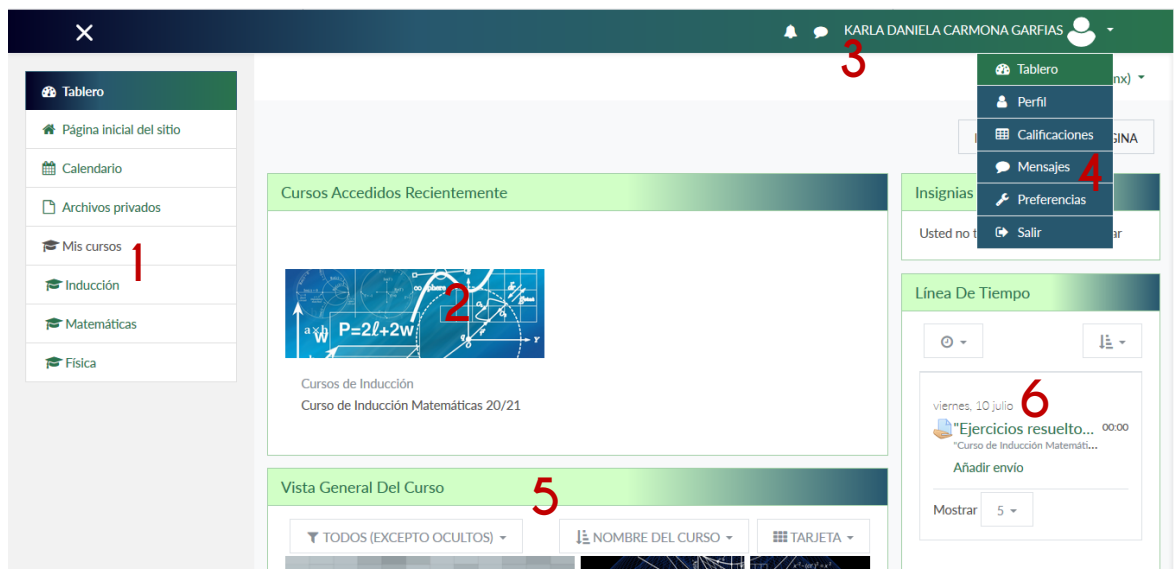 KARLA DANIELA CARMONA GARFIAS
3
Tablero
Página inicial del sitio
Calendario
Archivos privados
Mis cursos
1
Inducción
Matemáticas
Física
Tablero
Perfil
Calificaciones
Mensajes
4
Preferencias
Salir
nx)
Cursos Accedidos Recientemente
2
P=2ℓ+2w
Cursos de Inducción
Curso de Inducción Matemáticas 20/21
Vista General Del Curso
5
TODOS (EXCEPTO OCULTOS)
NOMBRE DEL CURSO
TARJETA
Insignias
Usted no
Línea De Tiempo
viernes, 10 julio
6
"Ejercicios resuelto... 00:00
"Curso de Inducción Matemáti...
Añadir envío
Mostrar 5